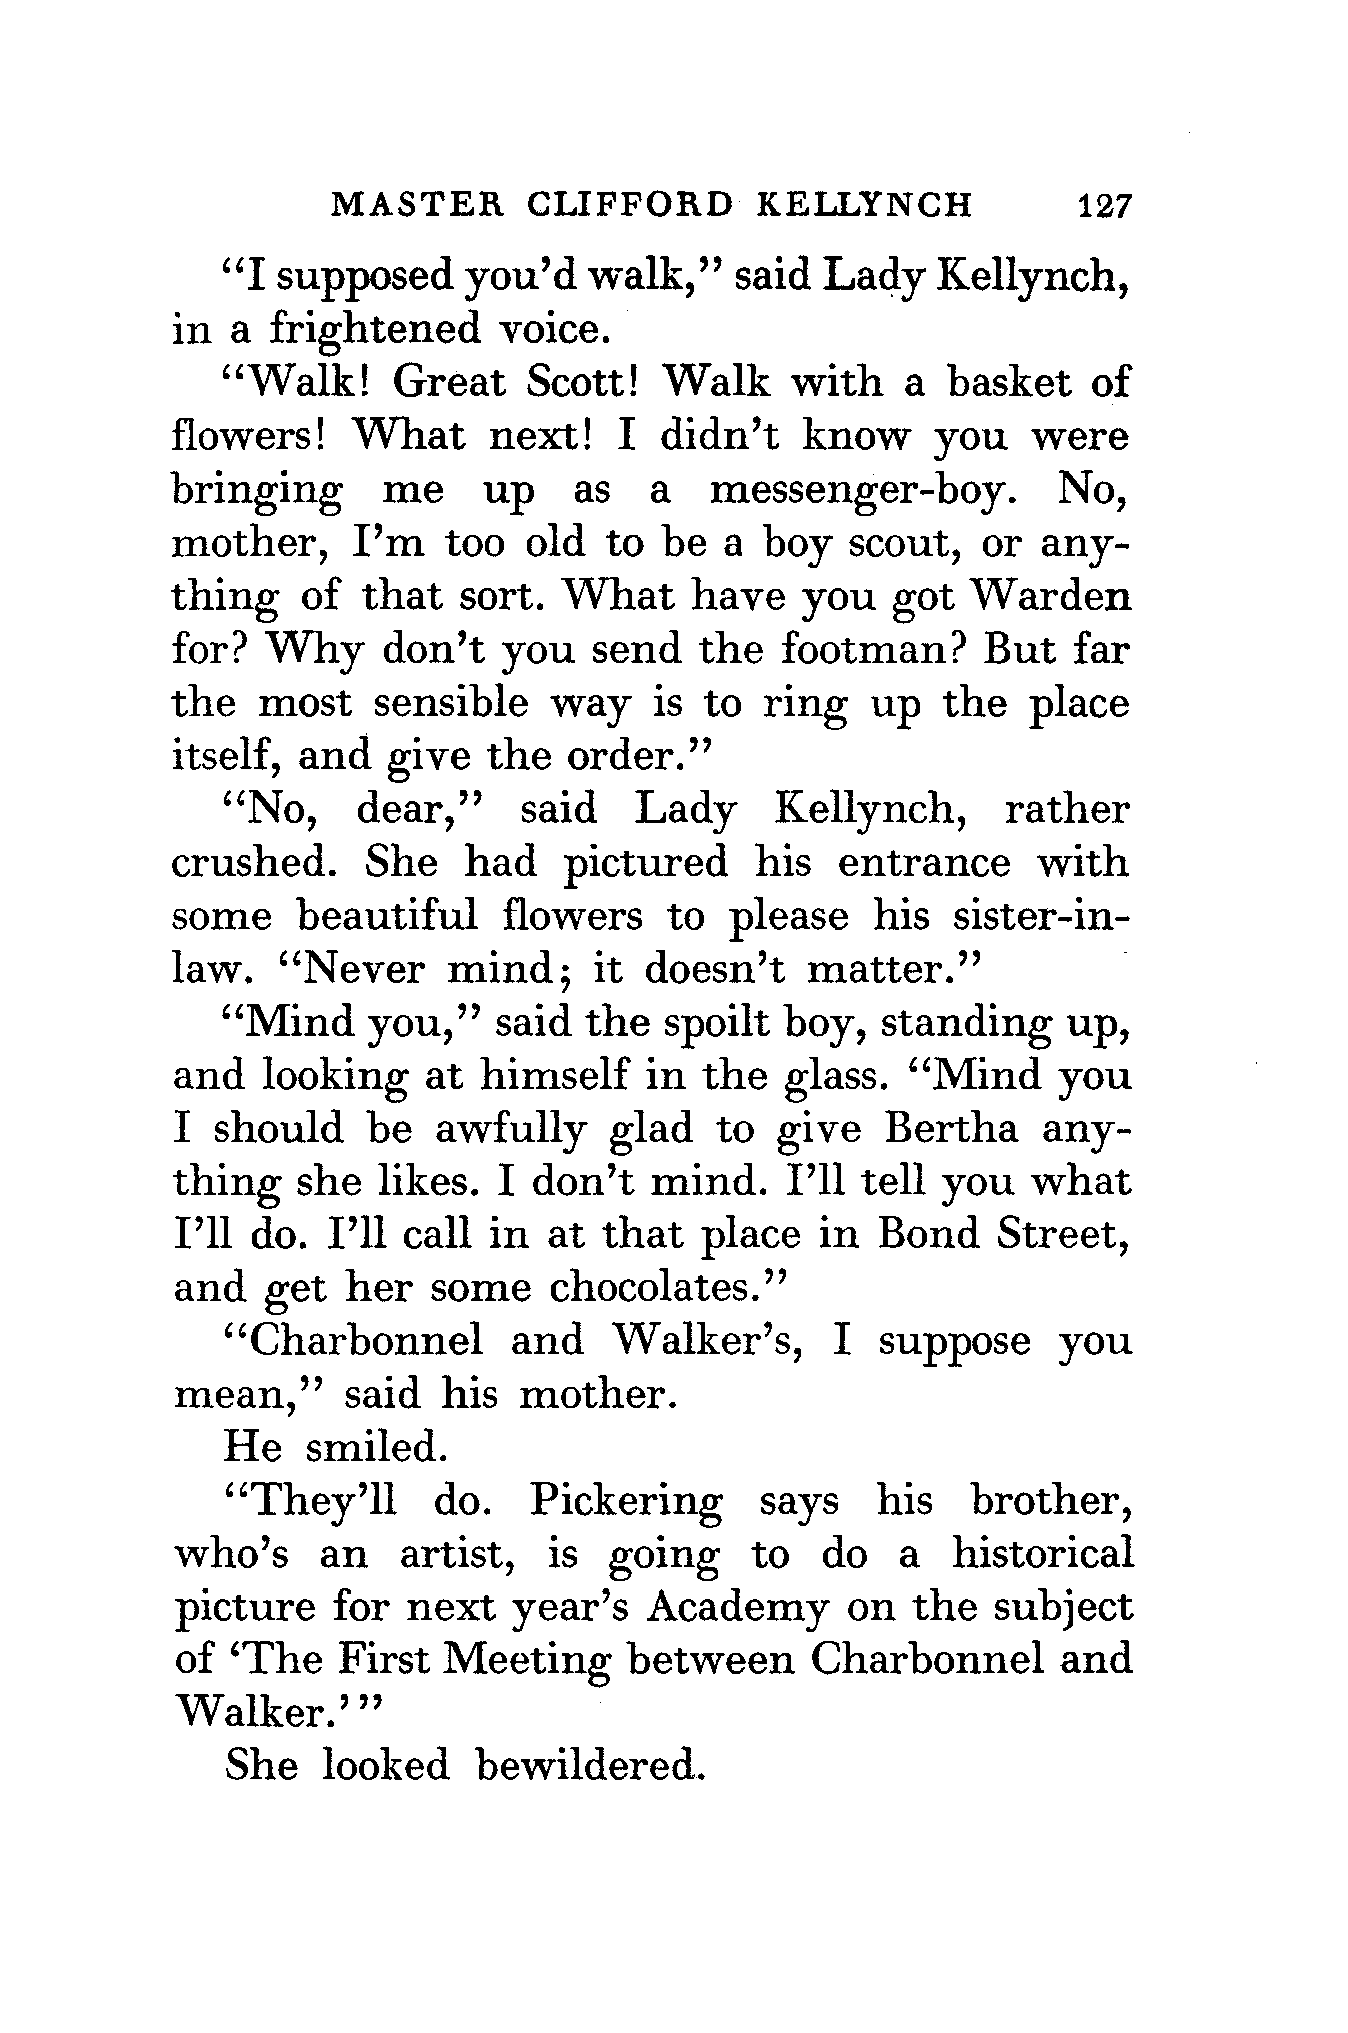 MASTER CLIFFORD KELLYNCH 127
“I supposed you’d walk,” said Lady Kellynch,
in a frightened voice.
“Walk! Great Scott! Walk with a basket of
flowers! What next! I didn’t know you were
bringing me up as a messenger-boy. No,
mother, I’m too old to be a boy scout, or any-
thing of that sort. What have you got Warden
for? Why don’t you send the footman? But far
the most sensible way is to ring up the place
itself, and give the order.”
“No, dear,” said Lady Kellynch, rather
crushed. She had pictured his entrance with
some beautiful flowers to please his sister-in-
law. “Never mind; it doesn’t matter.”
“Mind you,” said the spoilt boy, standing up,
and looking at himself in the glass. “Mind you
I should be awfully glad to give Bertha any-
thing she likes. I don’t mind. I’ll tell you what
I’ll do. I’ll call in at that place in Bond Street,
and get her some chocolates.”
“Charbonnel and Walker’s, I suppose you
mean,” said his mother.
He smiled.
“They’ll do. Pickering says his brother,
who’s an artist, is going to do a historical
picture for next year’s Academy on the subject
of ‘The First Meeting between Charbonnel and
Walker.’”
She looked bewildered.